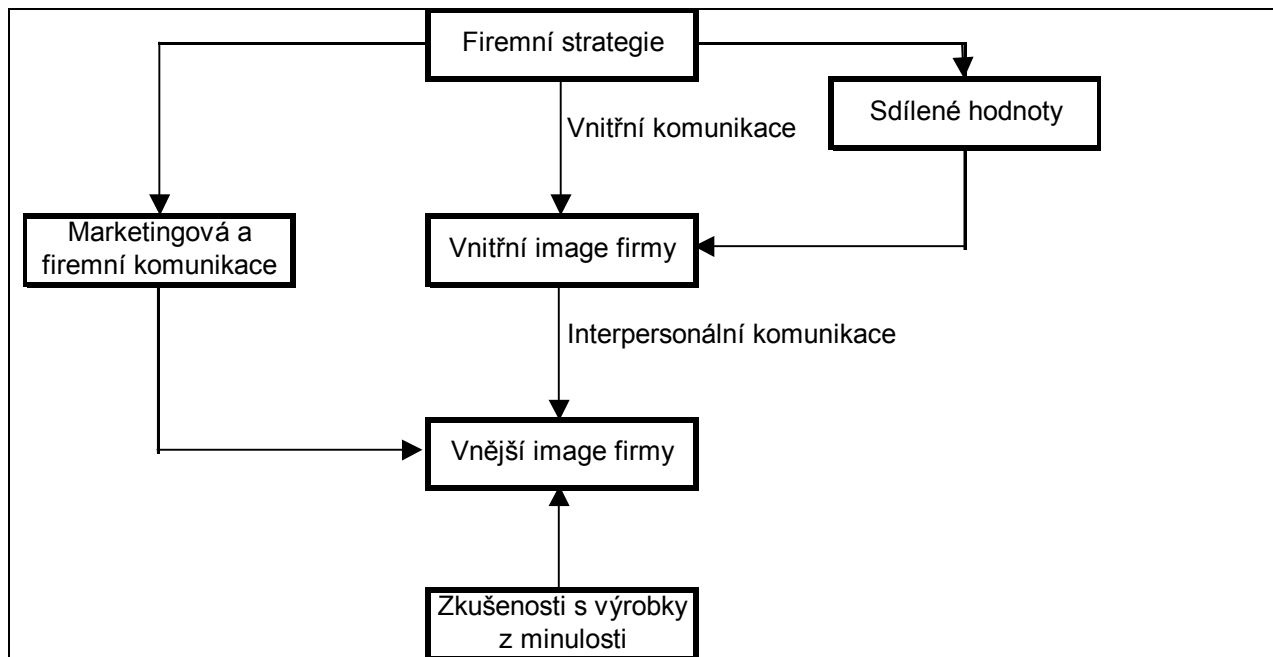 Firemní strategie
Sdílené hodnoty
Vnitřní komunikace
Marketingová a
firemní komunikace
Vnitřní image firmy
Interpersonální komunikace
Vnější image firmy
Zkušenosti s výrobky
z minulosti